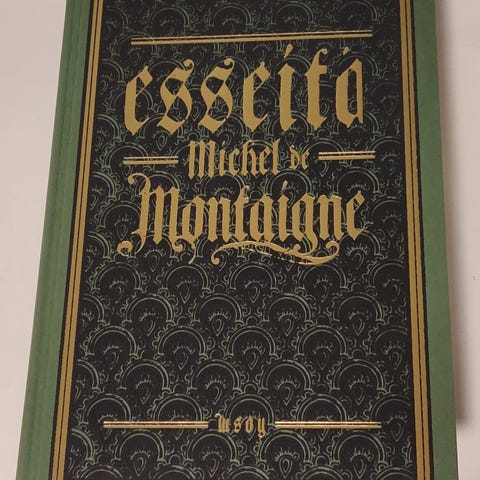 esseitä
Michel de
Montaigne
wsoy